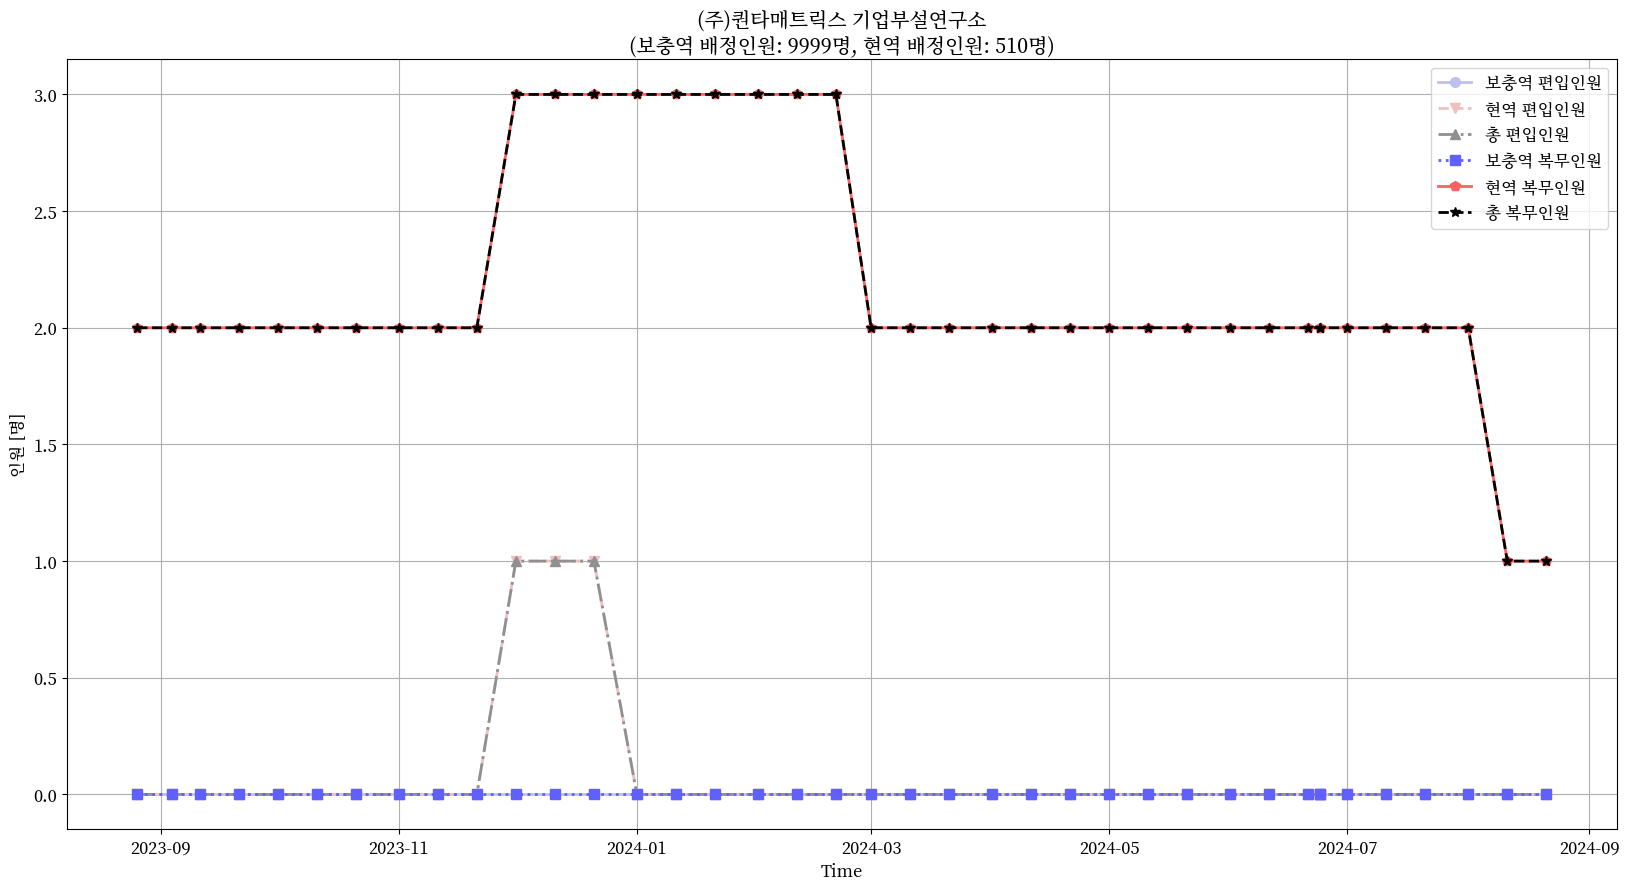 (주)퀀타매트릭스 기업부설연구소
(보충역 배정인원: 9999명, 현역 배정인원: 510명)
보충역 편입인원
현역 편입인원
총 편입인원
보충역 복무인원
현역 복무인원
총 복무인원
3.0
2.5
2.0
1.5
1.0
0.5
0.0
인원 [명]
2023-09
2023-11
2024-01
2024-03
2024-05
2024-07
2024-09
Time